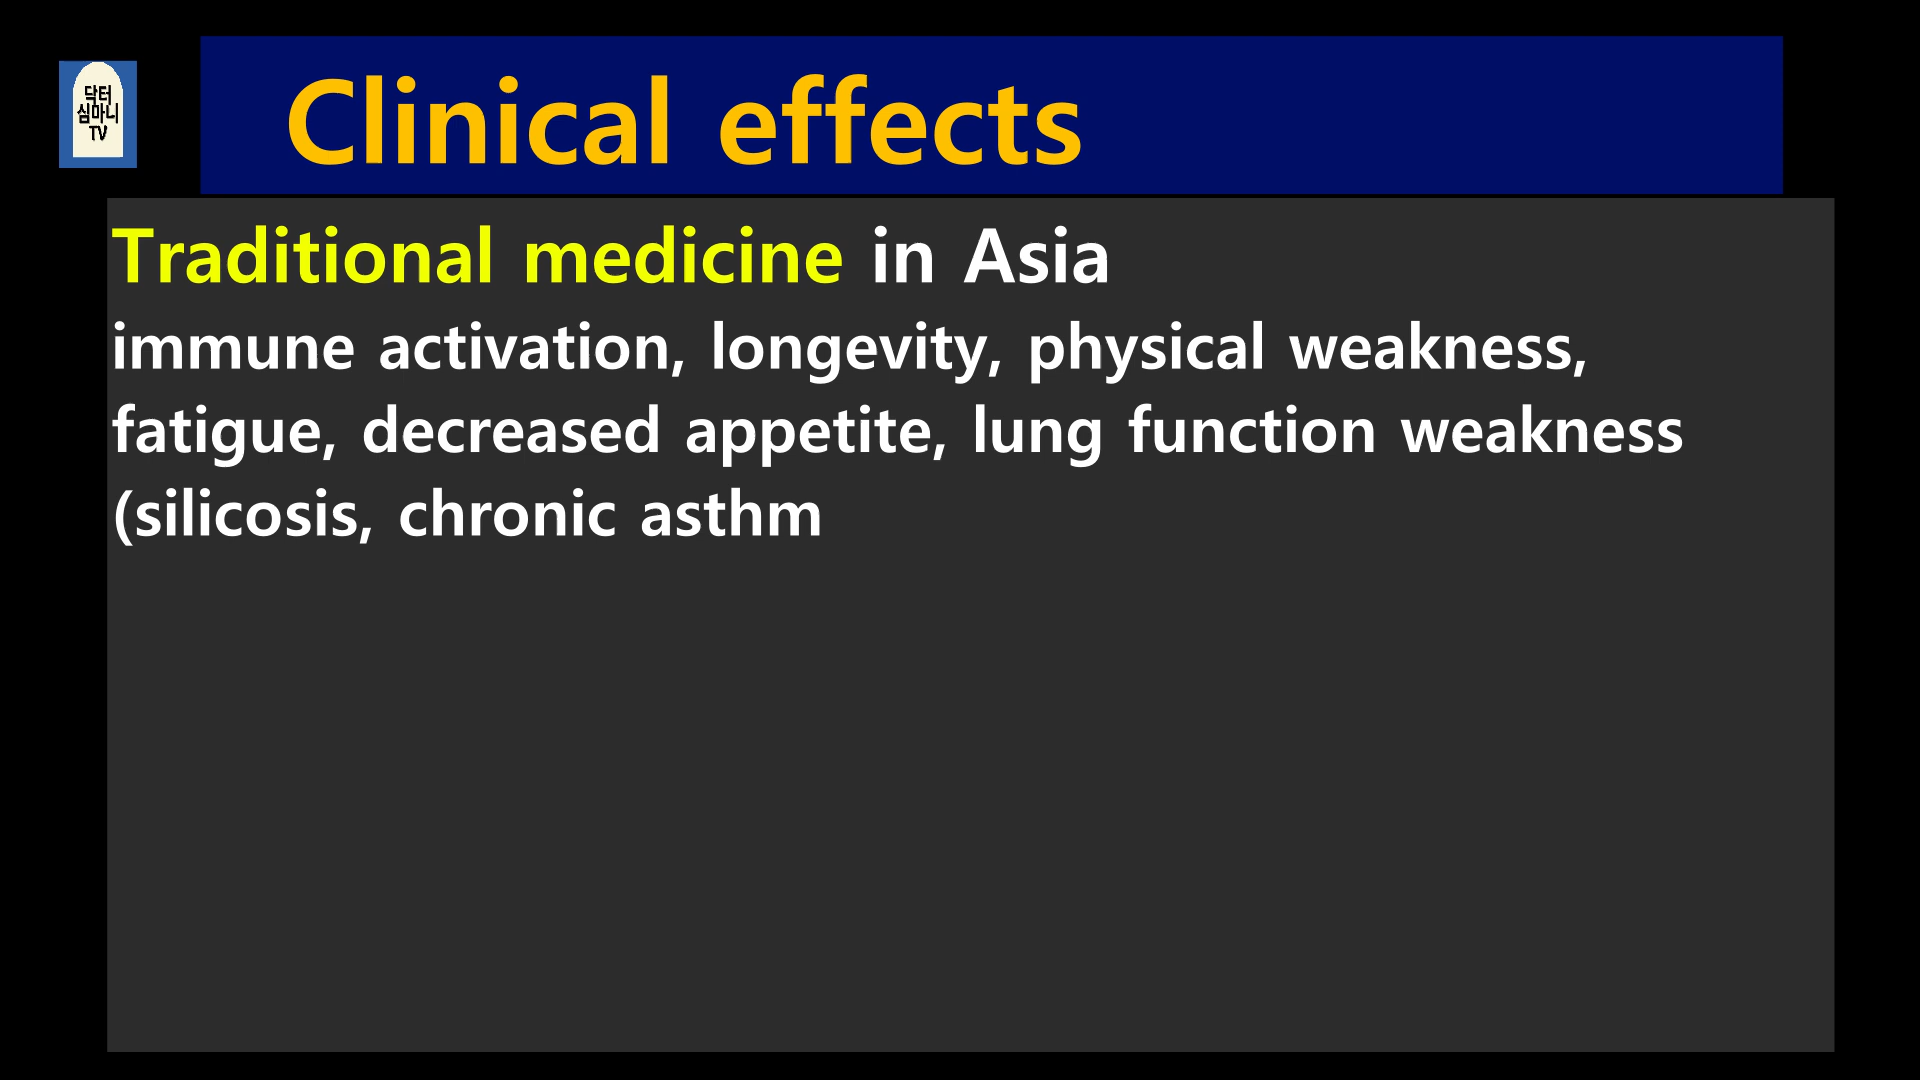 닥터
심마니
TV
Clinical effects
Traditional medicine in Asia
immune activation, longevity, physical weakness,
fatigue, decreased appetite, lung function weakness
(silicosis, chronic asthm